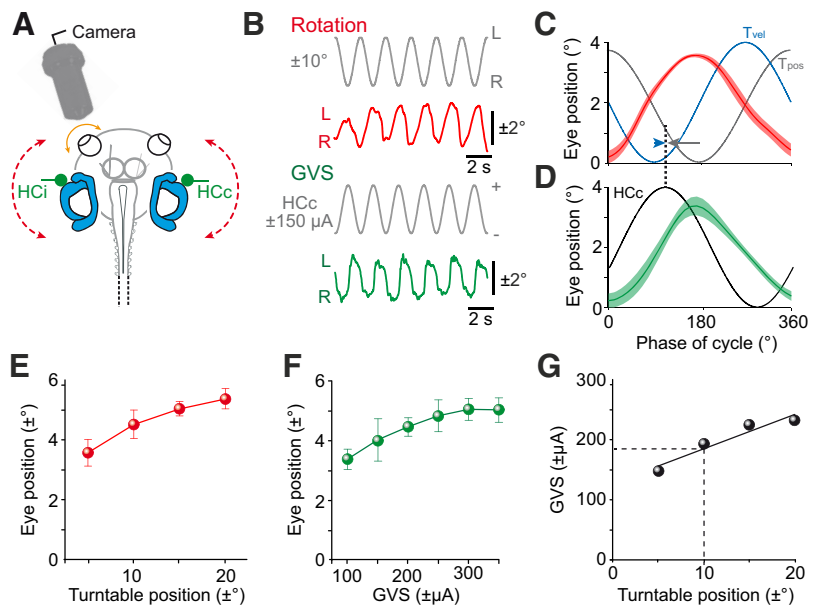 A
Camera
HCi
HCc
B
Rotation
±10°
L
R
L
R
±2°
2 s
GVS
HCc
±150 µA
+
-
L
R
±2°
2 s
C
Eye position (°)
4
2
0
Tvel
Tpos
D
Eye position (°)
4
2
0
HCc
0
180
360
Phase of cycle (°)
E
Eye position (±°)
6
4
2
0
10
20
Turntable position (±°)
F
Eye position (±°)
6
4
2
0
100
200
300
GVS (±µA)
G
GVS (±µA)
300
200
100
0
0
10
20
Turntable position (±°)